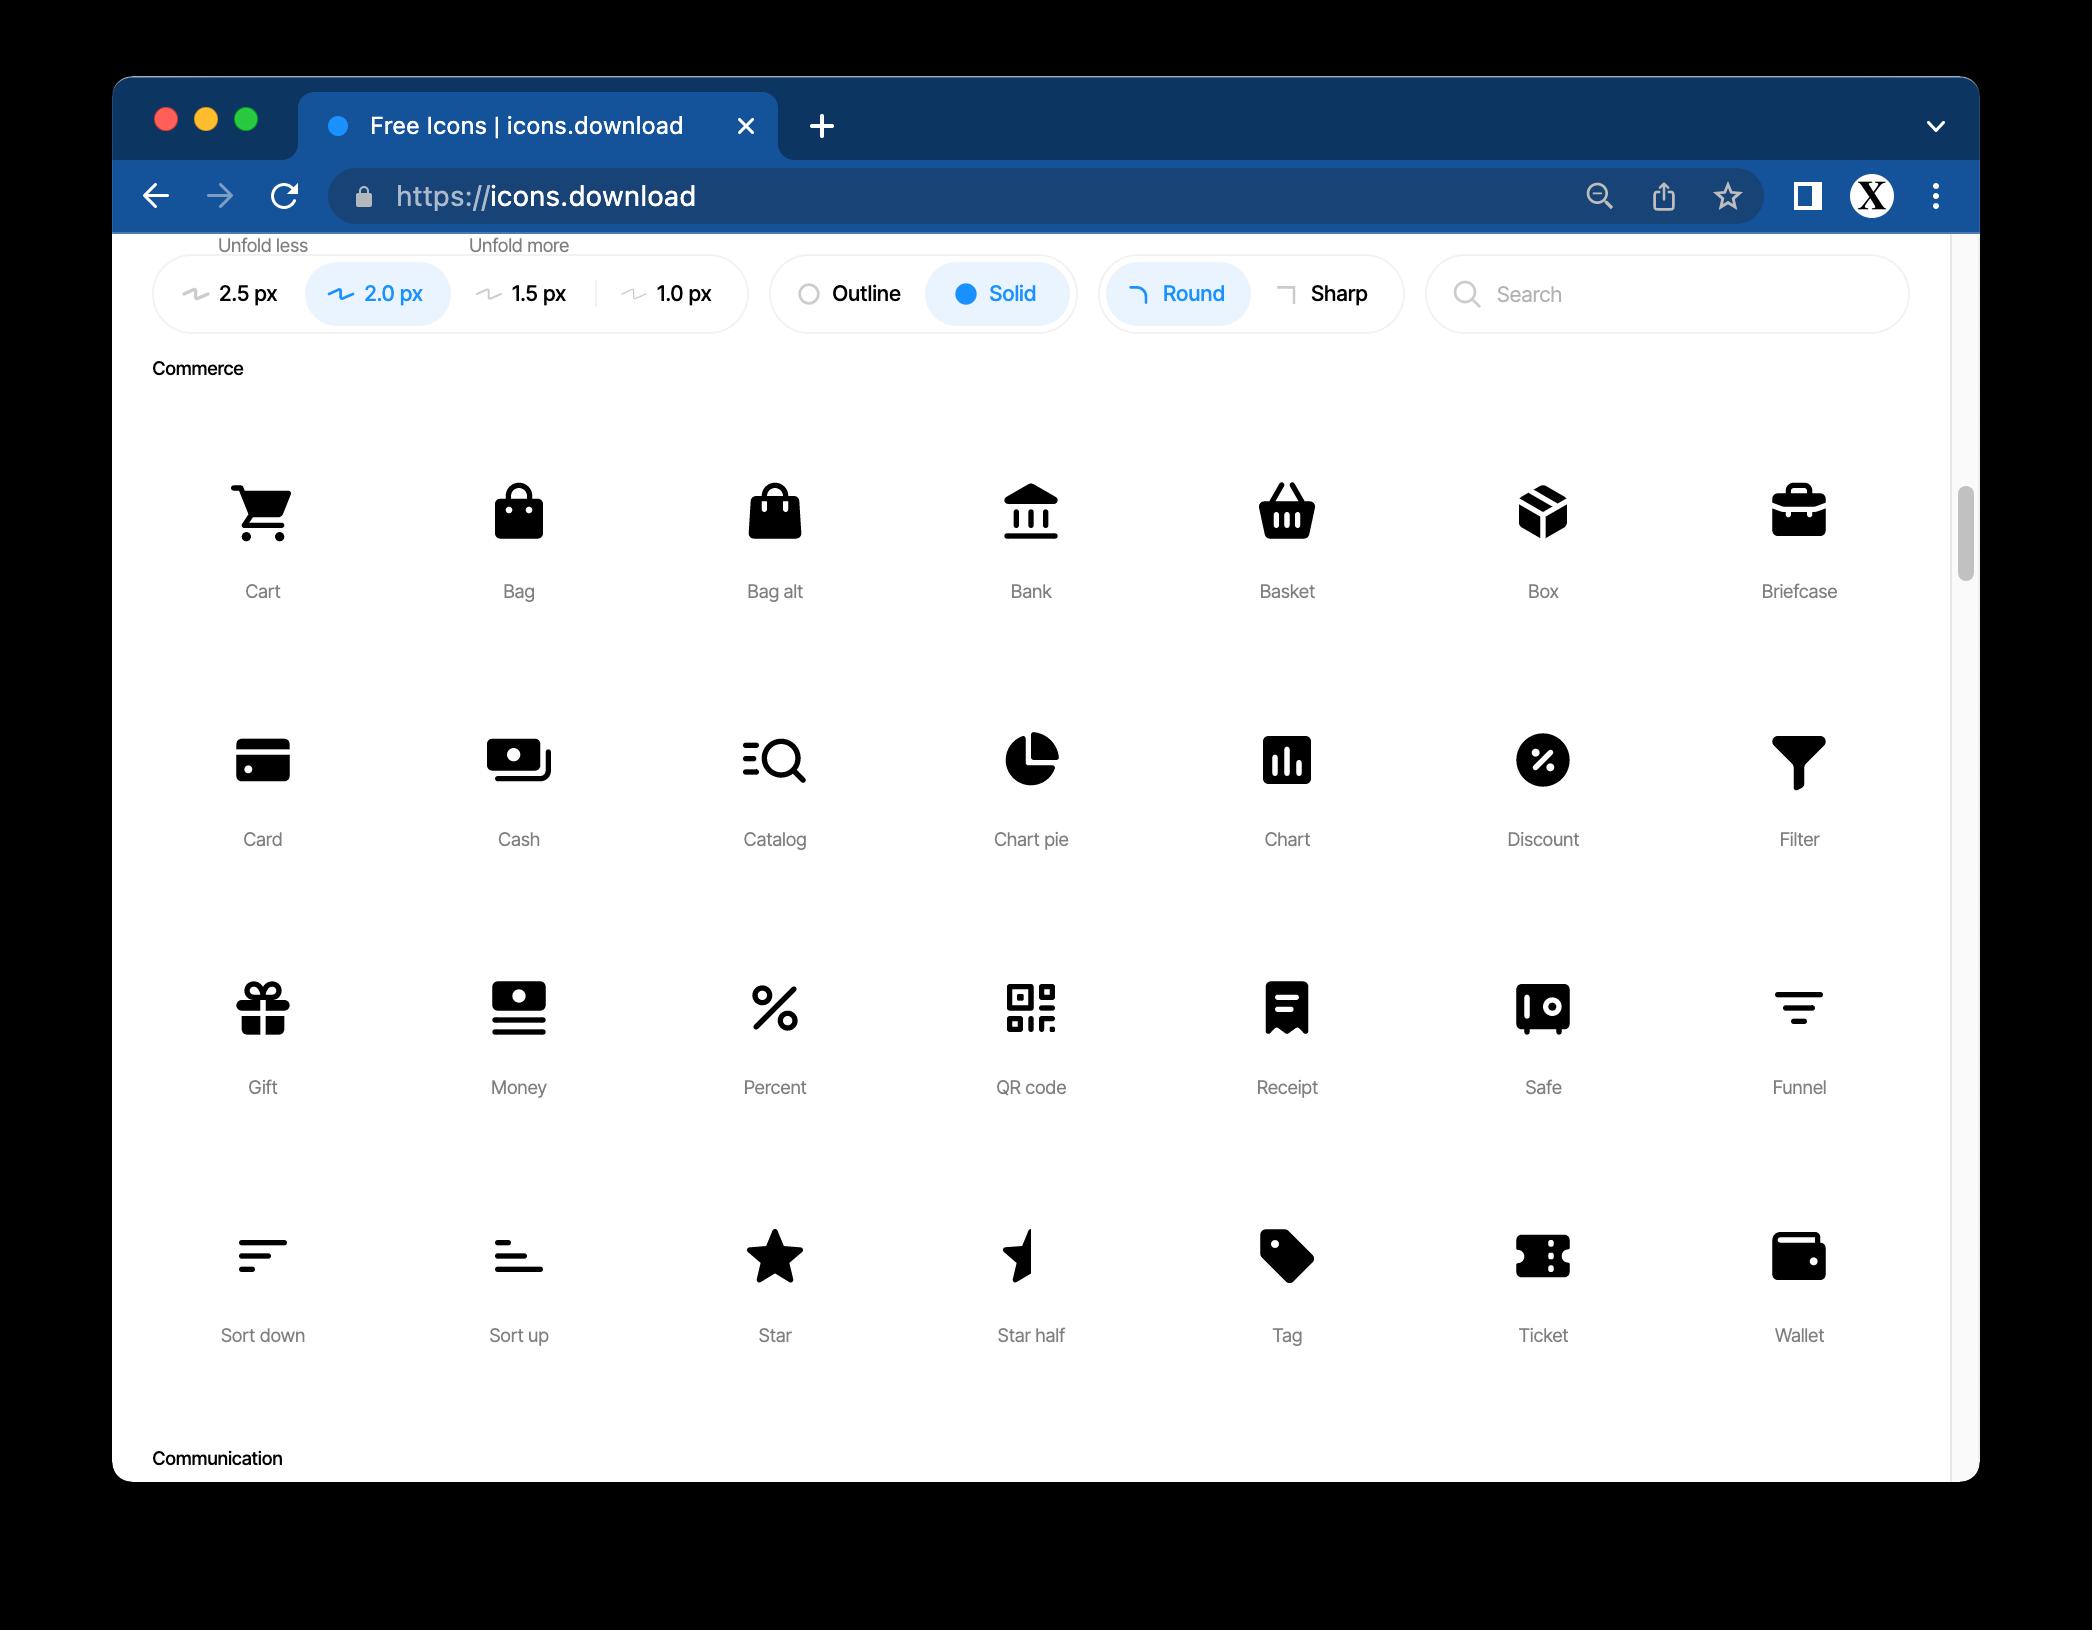 Free Icons | icons.download
https://icons.download
X
Unfold less Unfold more
2.5 px 2.0 px 1.5 px 1.0 px Outline Solid Round Sharp Search
Commerce
Cart Bag Bag alt Bank Basket Box Briefcase
Card Cash Catalog Chart pie Chart Discount Filter
Gift Money Percent QR code Receipt Safe Funnel
Sort down Sort up Star Star half Tag Ticket Wallet
Communication